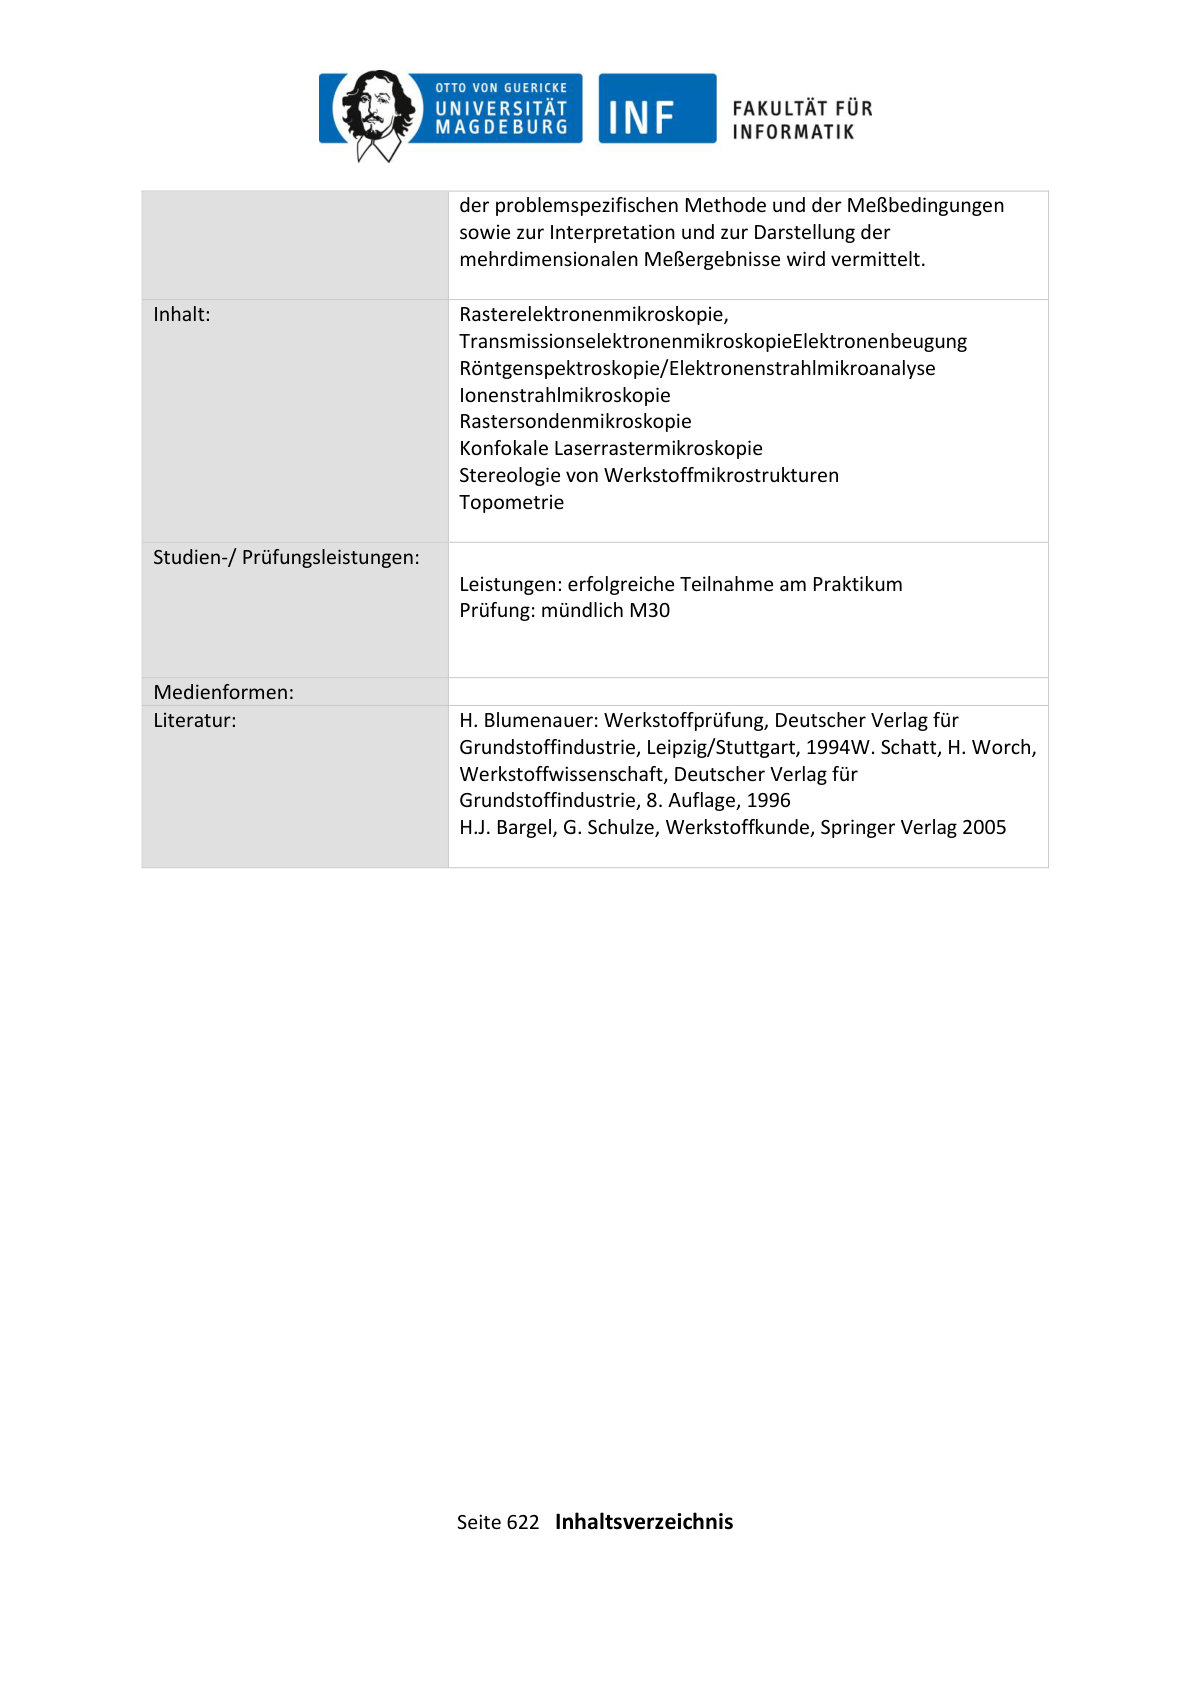 OTTO VON GUERICKE
UNIVERSITÄT
MAGDEBURG
INF
FAKULTÄT FÜR
INFORMATIK
der problemspezifischen Methode und der Meßbedingungen
sowie zur Interpretation und zur Darstellung der
mehrdimensionalen Meßergebnisse wird vermittelt.
Inhalt:
Rasterelektronenmikroskopie,
TransmissionselektronenmikroskopieElektronenbeugung
Röntgenspektroskopie/Elektronenstrahlmikroanalyse
Ionenstrahlmikroskopie
Rastersondenmikroskopie
Konfokale Laserrastermikroskopie
Stereologie von Werkstoffmikrostrukturen
Topometrie
Studien-/ Prüfungsleistungen:
Leistungen: erfolgreiche Teilnahme am Praktikum
Prüfung: mündlich M30
Medienformen:
Literatur:
H. Blumenauer: Werkstoffprüfung, Deutscher Verlag für
Grundstoffindustrie, Leipzig/Stuttgart, 1994W. Schatt, H. Worch,
Werkstoffwissenschaft, Deutscher Verlag für
Grundstoffindustrie, 8. Auflage, 1996
H.J. Bargel, G. Schulze, Werkstoffkunde, Springer Verlag 2005
Seite 622 Inhaltsverzeichnis